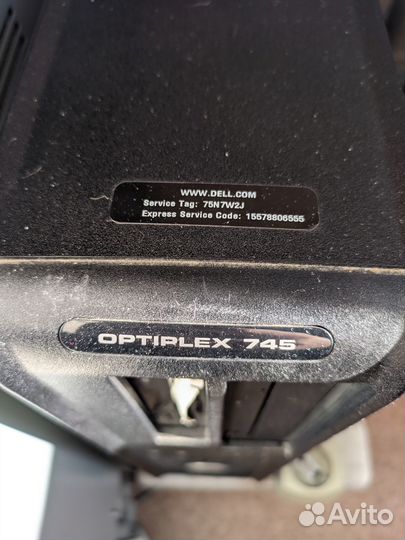 WWW.DELL.COM
Service Tag: 75N7W2J
Express Service Code: 15578806555
OPTIPLEX 745
Avito